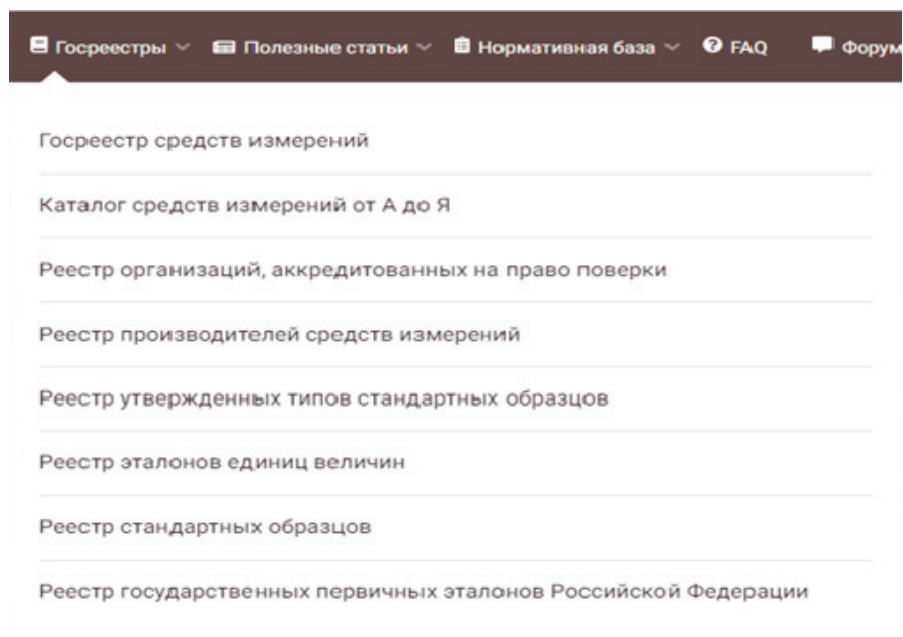 Госреестры Полезные статьи Нормативная база FAQ Форум
Госреестр средств измерений
Каталог средств измерений от А до Я
Реестр организаций, аккредитованных на право поверки
Реестр производителей средств измерений
Реестр утвержденных типов стандартных образцов
Реестр эталонов единиц величин
Реестр стандартных образцов
Реестр государственных первичных эталонов Российской Федерации